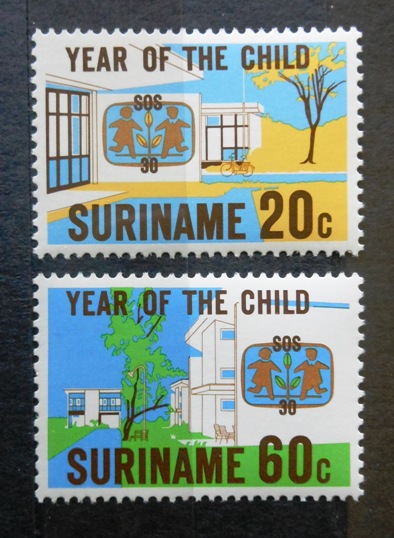 YEAR OF THE CHILD
SOS
30
SURINAME 20c
YEAR OF THE CHILD
SOS
30
SURINAME 60c